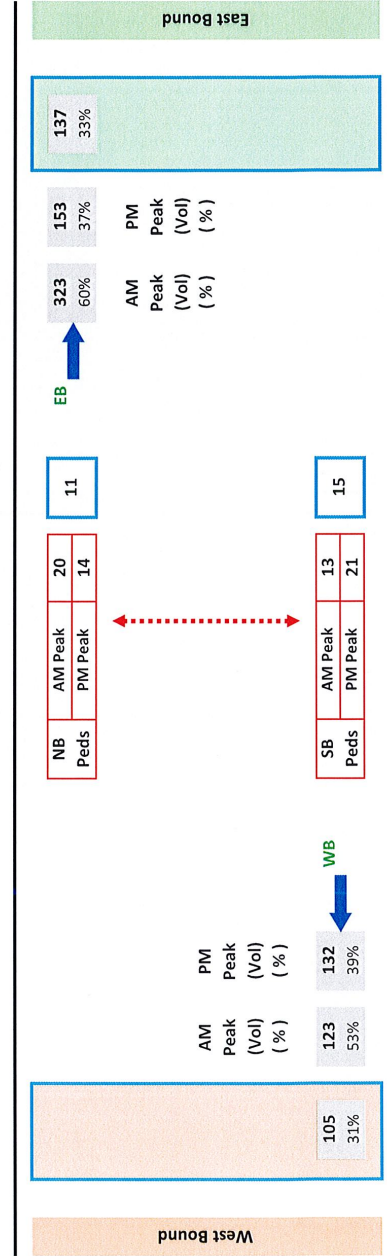 West Bound
105
31%
AM
Peak
(Vol)
( % )
123
53%
PM
Peak
(Vol)
( % )
132
39%
WB
NB
Peds
AM Peak 20
PM Peak 14
11
SB
Peds
AM Peak 13
PM Peak 21
15
EB
323
60%
AM
Peak
(Vol)
( % )
153
37%
PM
Peak
(Vol)
( % )
137
33%
East Bound